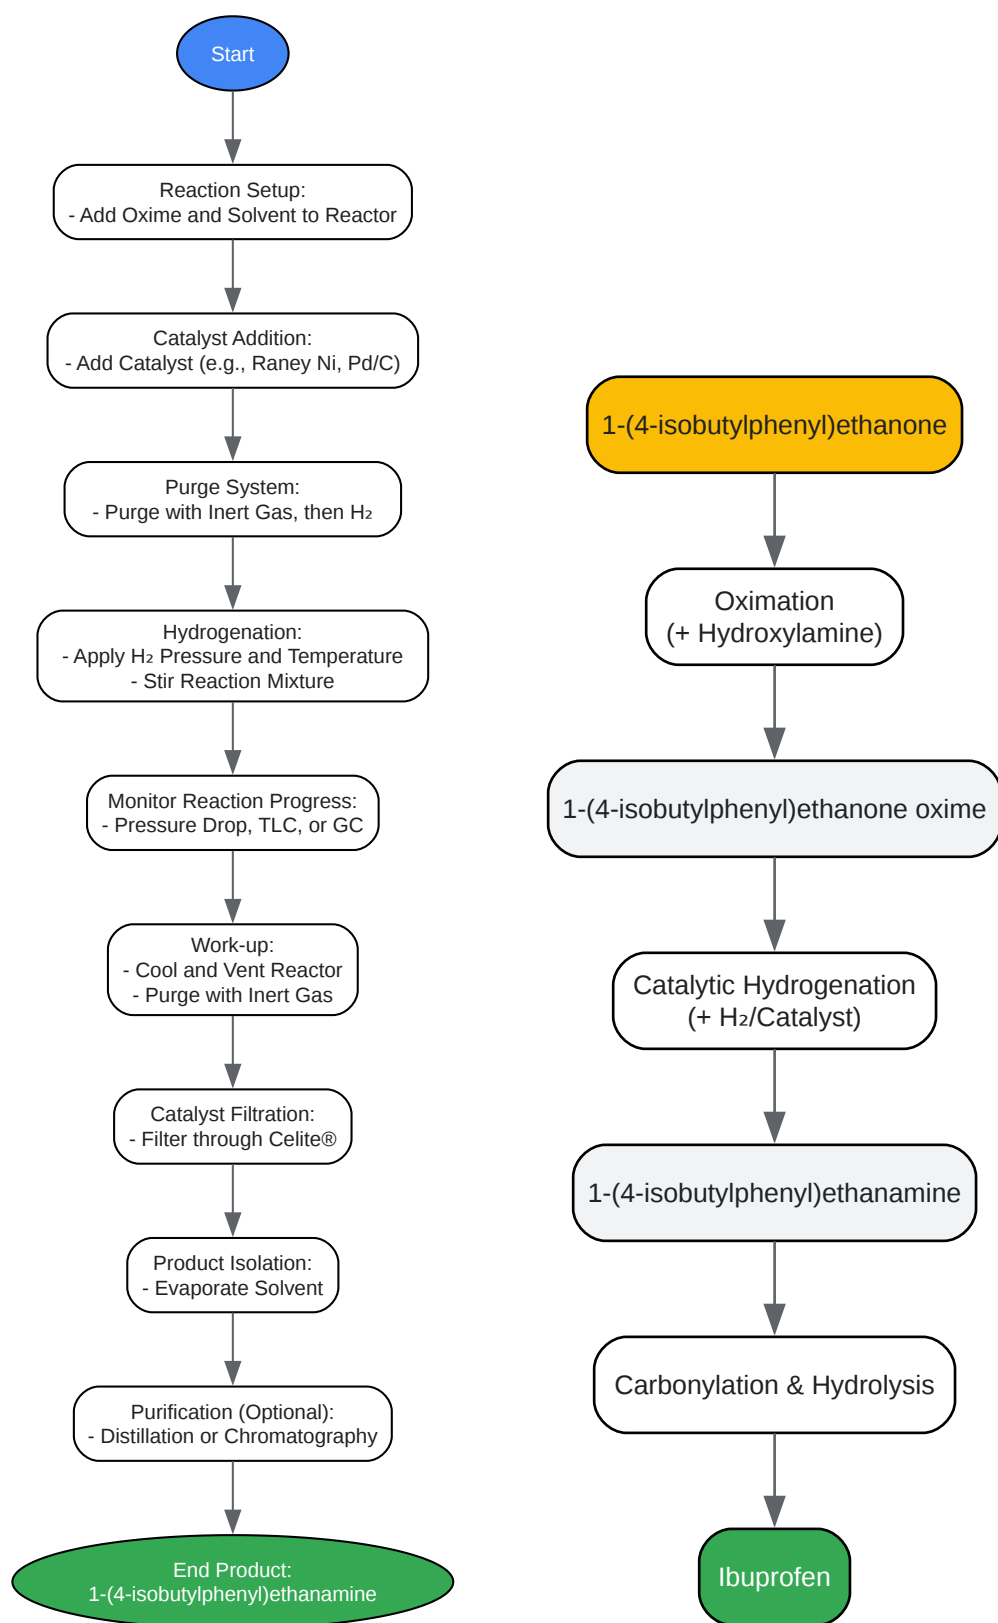 Start
Reaction Setup:
- Add Oxime and Solvent to Reactor
Catalyst Addition:
- Add Catalyst (e.g., Raney Ni, Pd/C)
Purge System:
- Purge with Inert Gas, then H₂
Hydrogenation:
- Apply H₂ Pressure and Temperature
- Stir Reaction Mixture
Monitor Reaction Progress:
- Pressure Drop, TLC, or GC
Work-up:
- Cool and Vent Reactor
- Purge with Inert Gas
Catalyst Filtration:
- Filter through Celite®
Product Isolation:
- Evaporate Solvent
Purification (Optional):
- Distillation or Chromatography
End Product:
1-(4-isobutylphenyl)ethanamine
1-(4-isobutylphenyl)ethanone
Oximation
(+ Hydroxylamine)
1-(4-isobutylphenyl)ethanone oxime
Catalytic Hydrogenation
(+ H₂/Catalyst)
1-(4-isobutylphenyl)ethanamine
Carbonylation & Hydrolysis
Ibuprofen